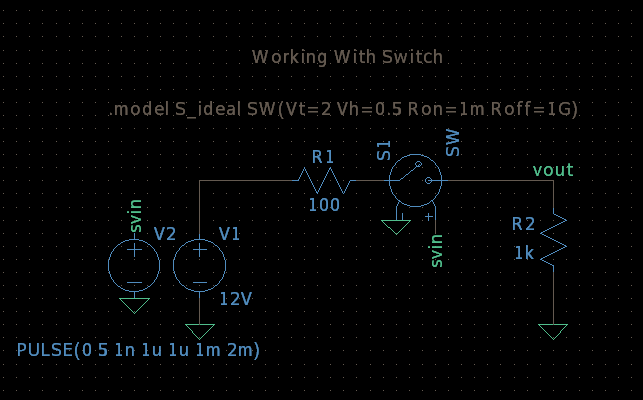 Working With Switch
.model S_ideal SW(Vt=2 Vh=0.5 Ron=1m Roff=1G)
R1
100
S1
SW
vout
R2
1k
svin
svin
V2
V1
12V
PULSE(0 5 1n 1u 1u 1m 2m)